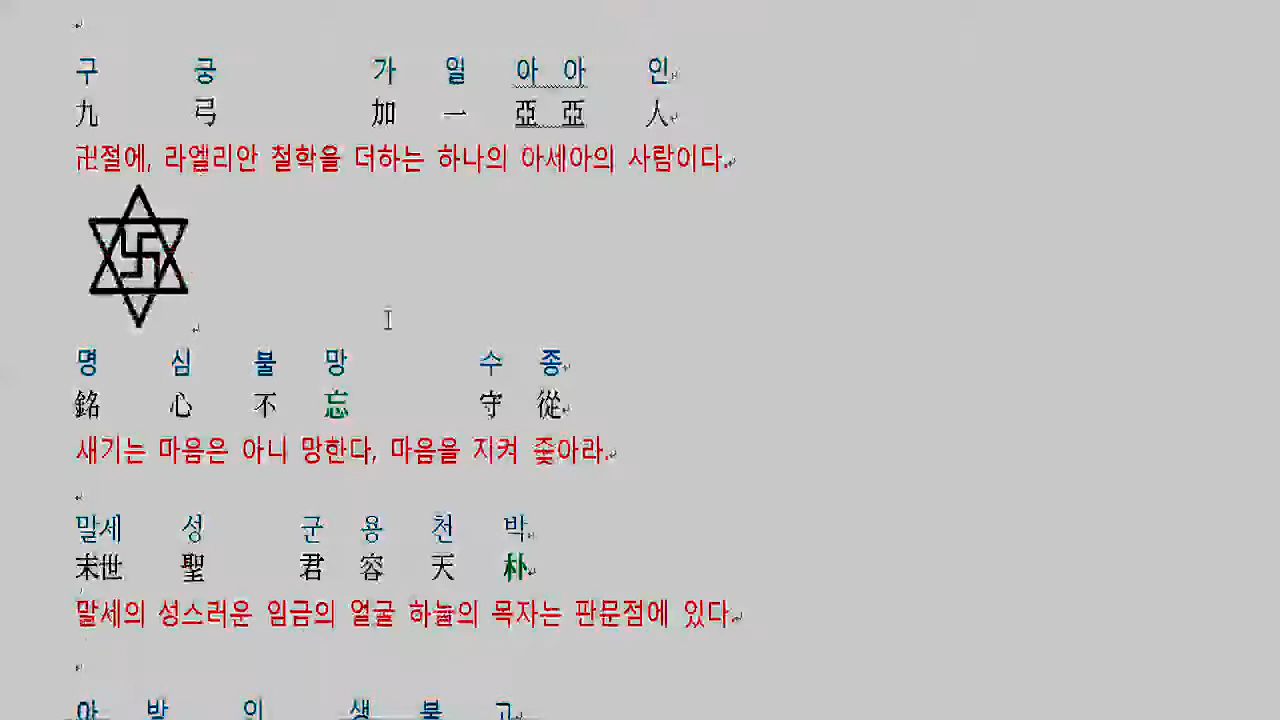 구 궁 가 일 아 아 인
九 弓 加 一 亞 亞 人
卍절에, 라엘리안 철학을 더하는 하나의 아세아의 사람이다.
명 심 불 망 수 종
銘 心 不 忘 守 從
새기는 마음은 아니 망한다, 마음을 지켜 좇아라.
말세 성 군 용 천 박
末世 聖 君 容 天 朴
말세의 성스러운 임금의 얼굴 하늘의 목자는 판문점에 있다.